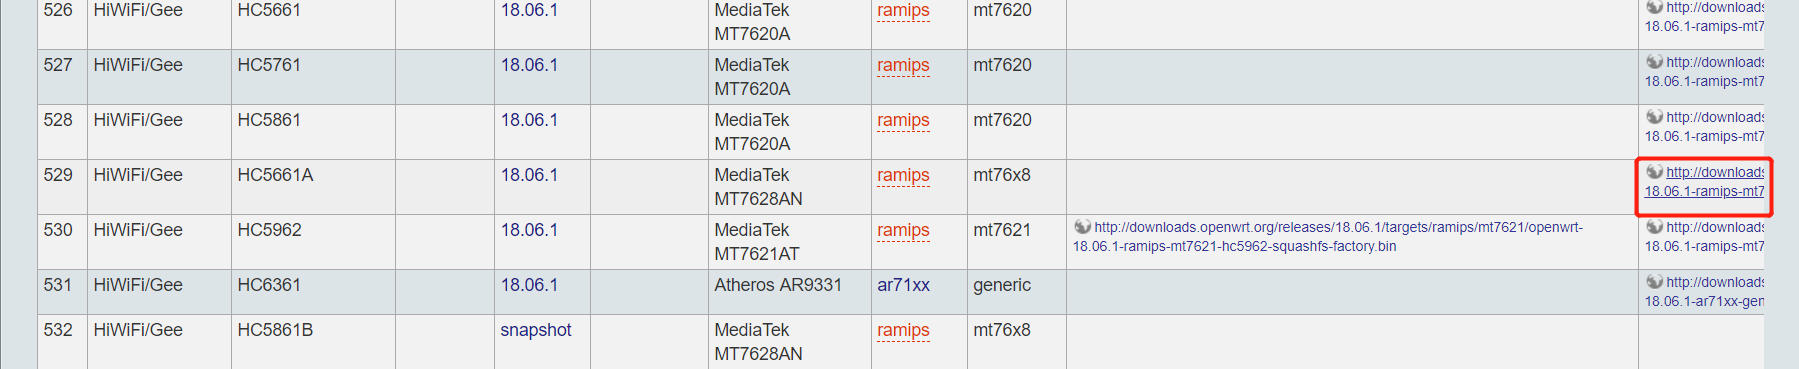 526 HiWiFi/Gee HC5661 18.06.1 MediaTek ramips mt7620 http://downloads
MT7620A 18.06.1-ramips-mt7
527 HiWiFi/Gee HC5761 18.06.1 MediaTek ramips mt7620 http://downloads
MT7620A 18.06.1-ramips-mt7
528 HiWiFi/Gee HC5861 18.06.1 MediaTek ramips mt7620 http://downloads
MT7620A 18.06.1-ramips-mt7
529 HiWiFi/Gee HC5661A 18.06.1 MediaTek ramips mt76x8 http://downloads
MT7628AN 18.06.1-ramips-mt7
530 HiWiFi/Gee HC5962 18.06.1 MediaTek ramips mt7621 http://downloads.openwrt.org/releases/18.06.1/targets/ramips/mt7621/openwrt- http://downloads
MT7621AT 18.06.1-ramips-mt7621-hc5962-squashfs-factory.bin 18.06.1-ramips-mt7
531 HiWiFi/Gee HC6361 18.06.1 Atheros AR9331 ar71xx generic http://downloads
18.06.1-ar71xx-gen
532 HiWiFi/Gee HC5861B snapshot MediaTek ramips mt76x8
MT7628AN